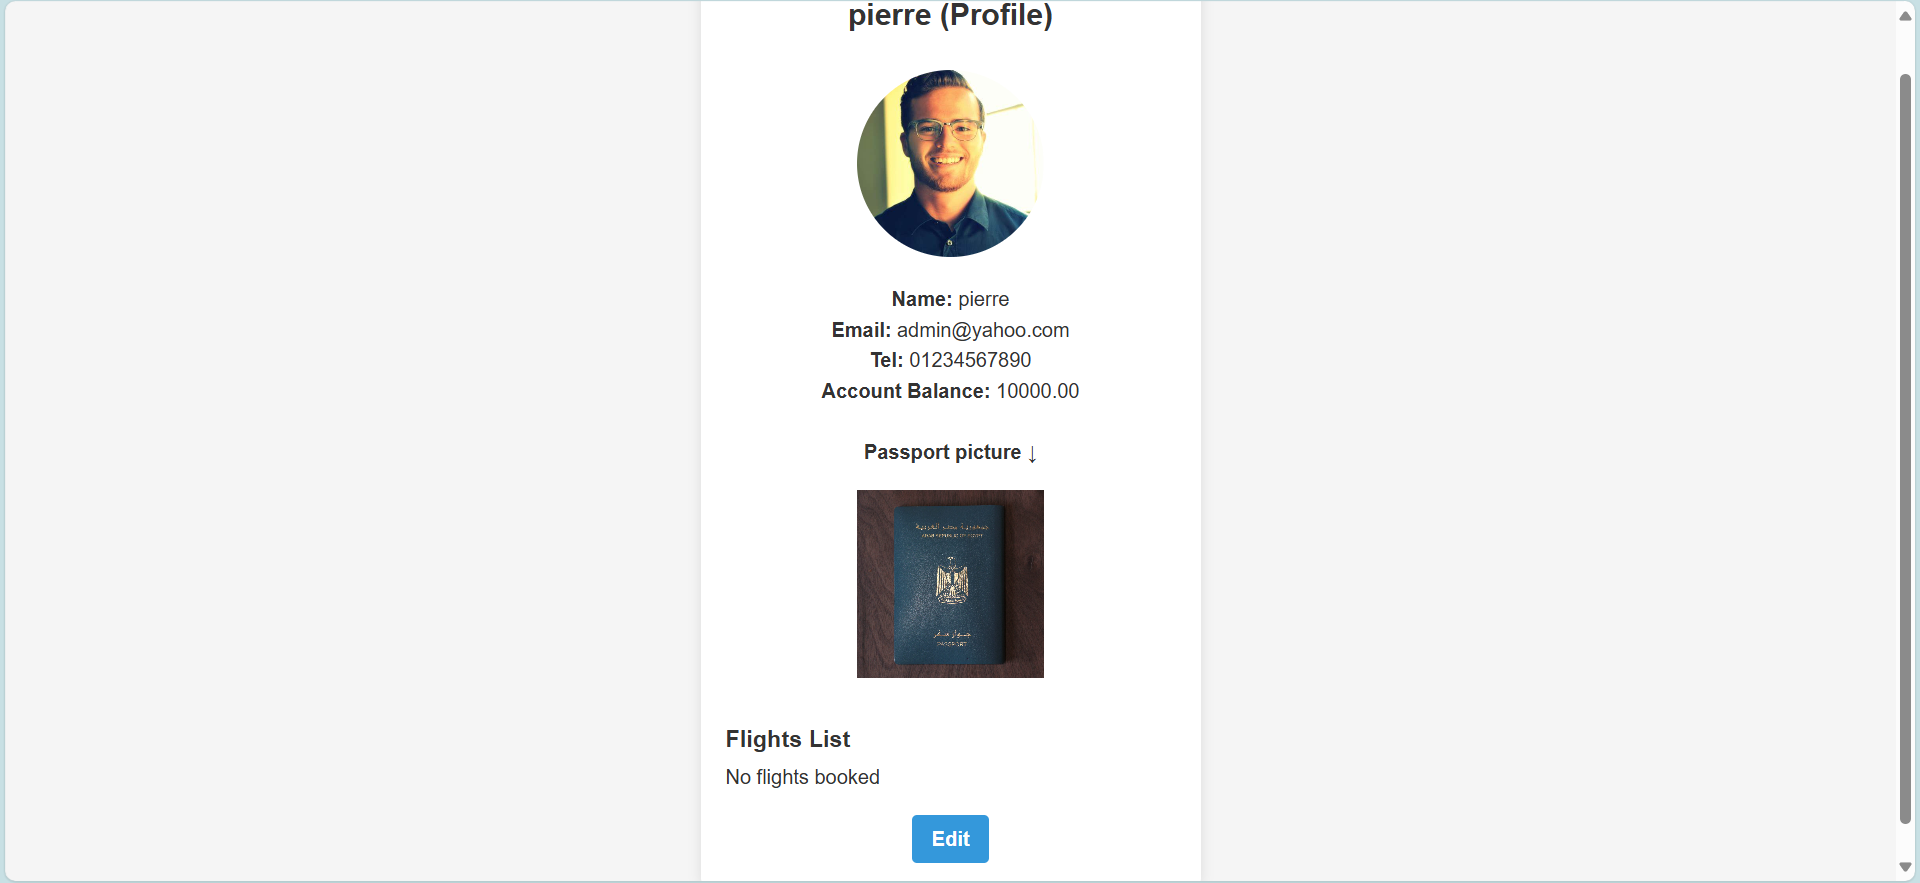 pierre (Profile)
Name: pierre
Email: admin@yahoo.com
Tel: 01234567890
Account Balance: 10000.00
Passport picture ↓
جمهورية مصر العربية
ARAB REPUBLIC OF EGYPT
جواز سفر
PASSPORT
Flights List
No flights booked
Edit